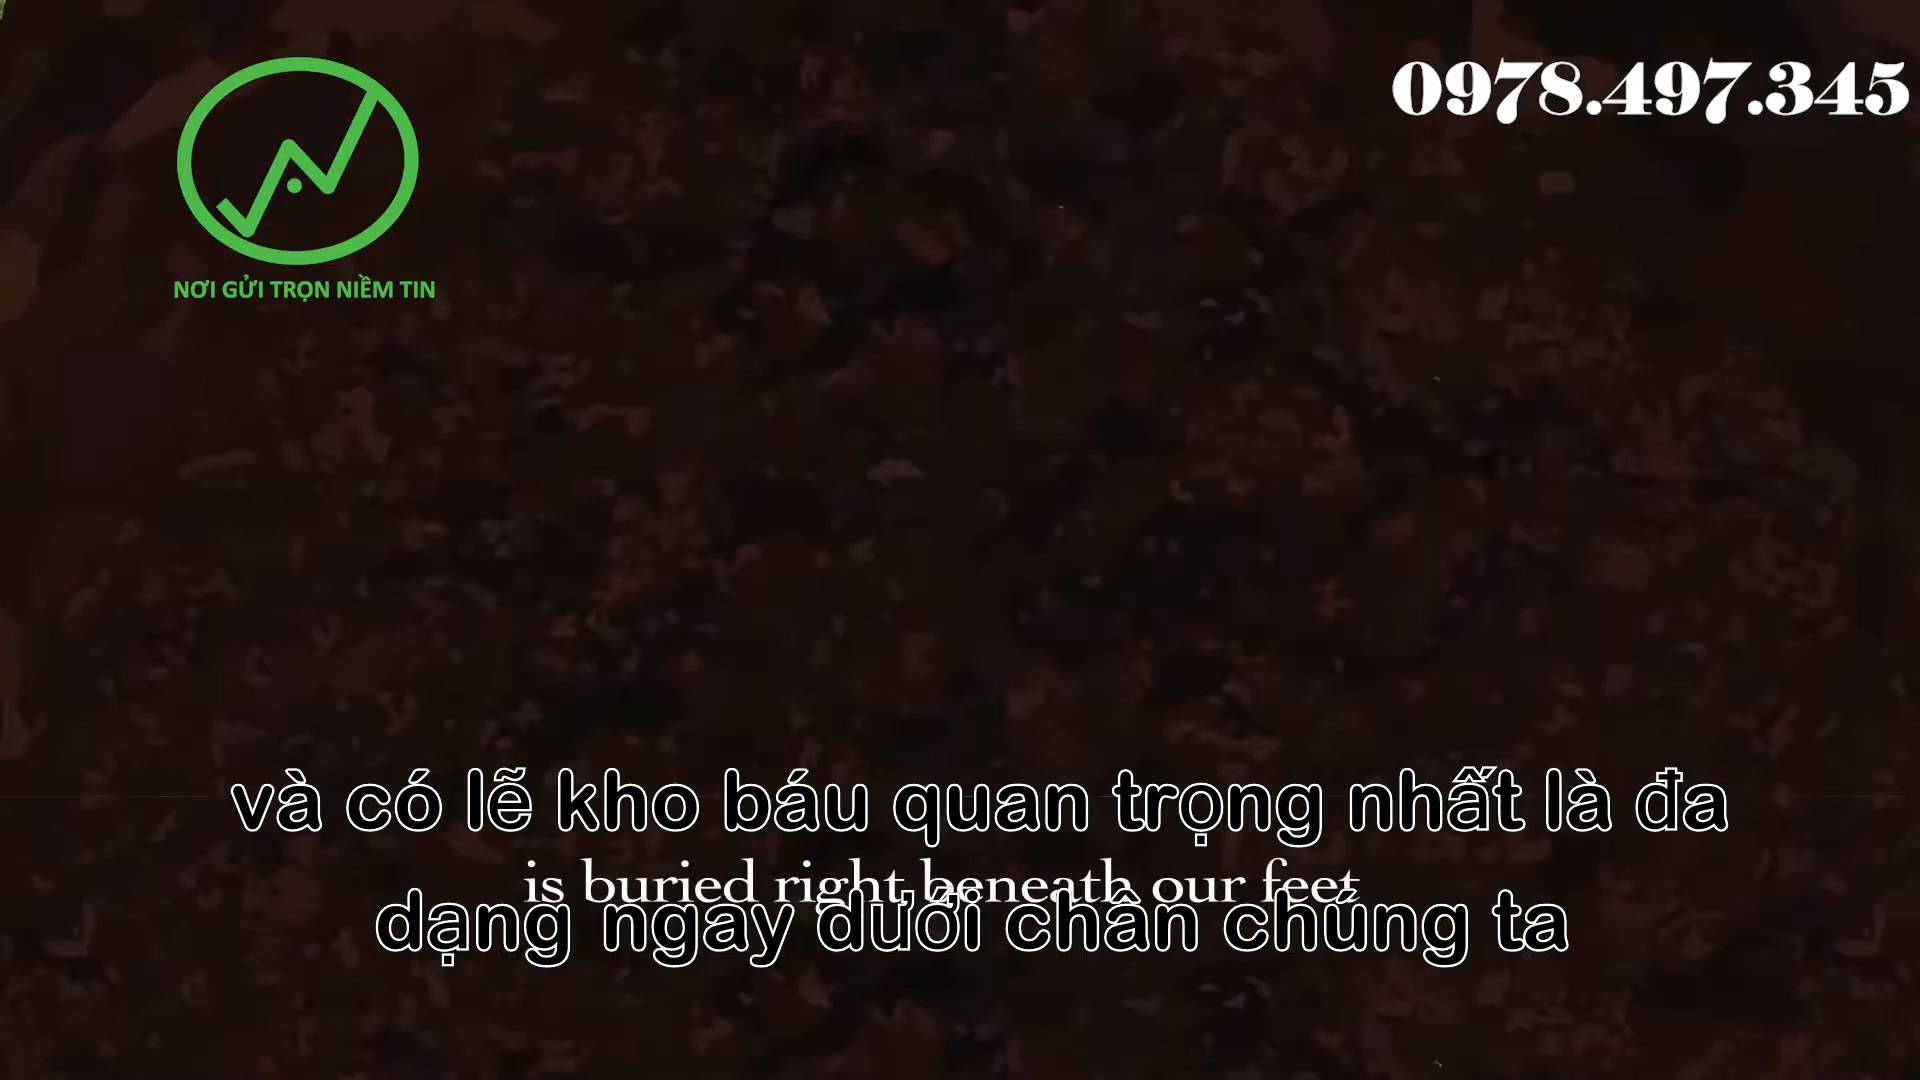 0978.497.345
NƠI GỬI TRỌN NIỀM TIN
và có lẽ kho báu quan trọng nhất là đa
is buried right beneath our feet
dạng ngay dưới chân chúng ta